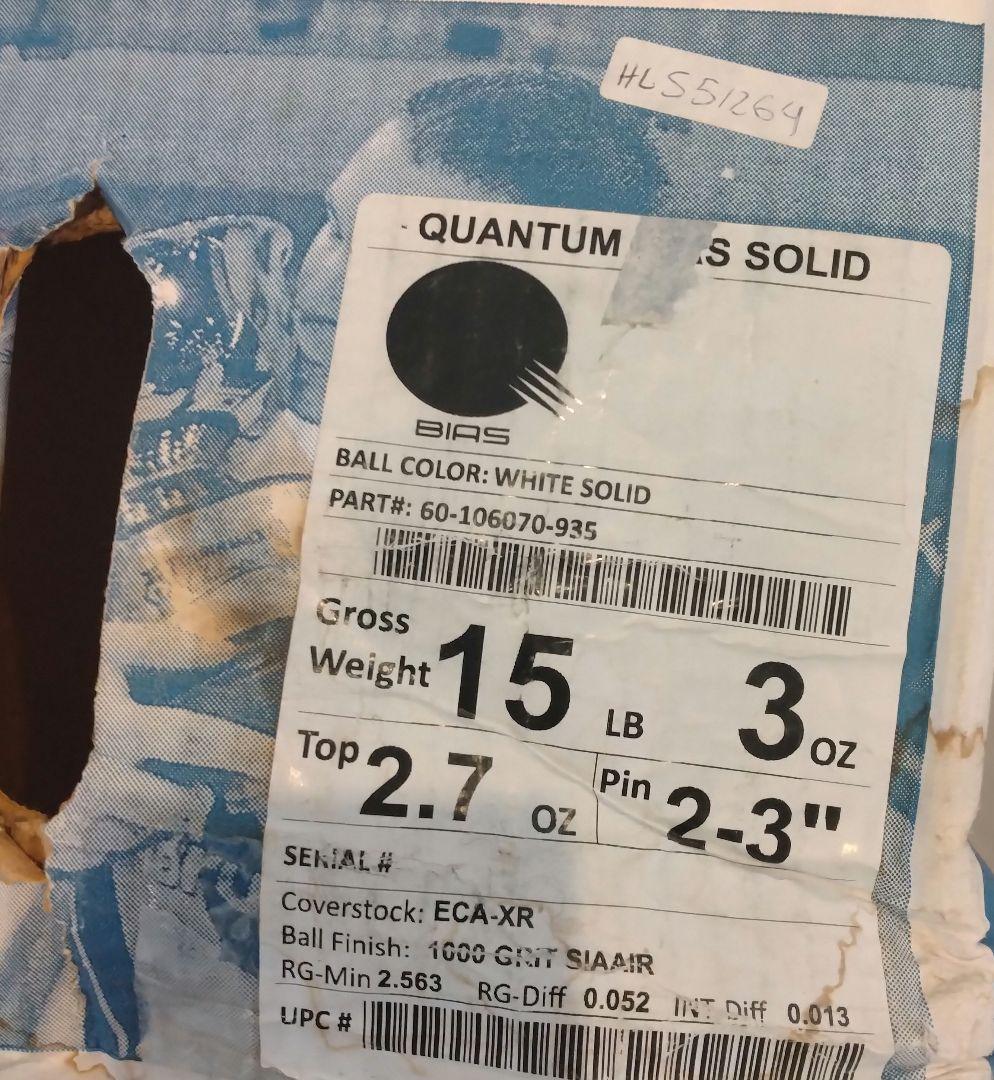 HLS51264
QUANTUM SOLID
BIAS
BALL COLOR: WHITE SOLID
PART#: 60-106070-935
Gross Weight 15 LB 3 OZ
Top 2.7 OZ Pin 2-3"
SERIAL #
Coverstock: ECA-XR
Ball Finish: 1000 GRIT SIAAIR
RG-Min 2.563 RG-Diff 0.052 INT Diff 0.013
UPC #